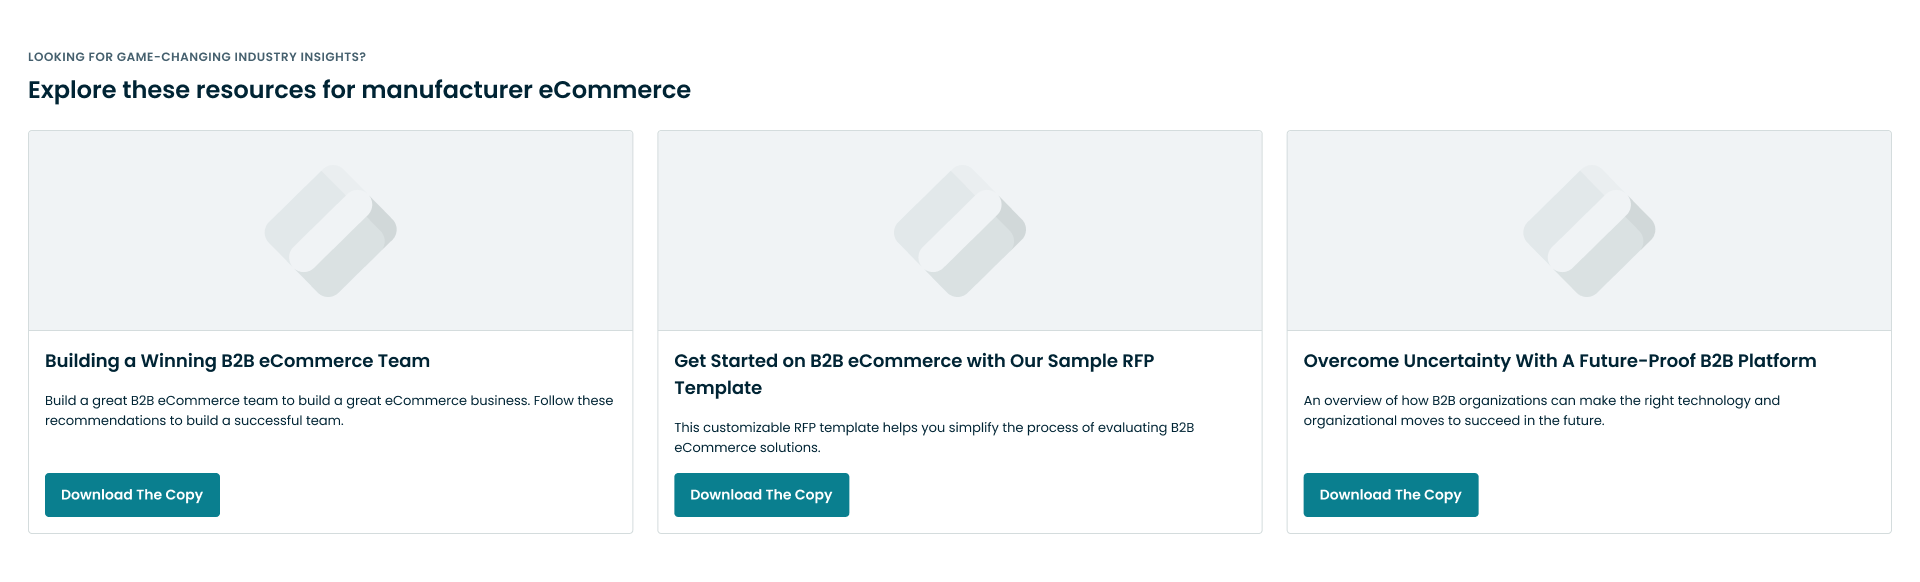 LOOKING FOR GAME-CHANGING INDUSTRY INSIGHTS?
Explore these resources for manufacturer eCommerce
Building a Winning B2B eCommerce Team
Build a great B2B eCommerce team to build a great eCommerce business. Follow these
recommendations to build a successful team.
Download The Copy
Get Started on B2B eCommerce with Our Sample RFP
Template
This customizable RFP template helps you simplify the process of evaluating B2B
eCommerce solutions.
Download The Copy
Overcome Uncertainty With A Future-Proof B2B Platform
An overview of how B2B organizations can make the right technology and
organizational moves to succeed in the future.
Download The Copy